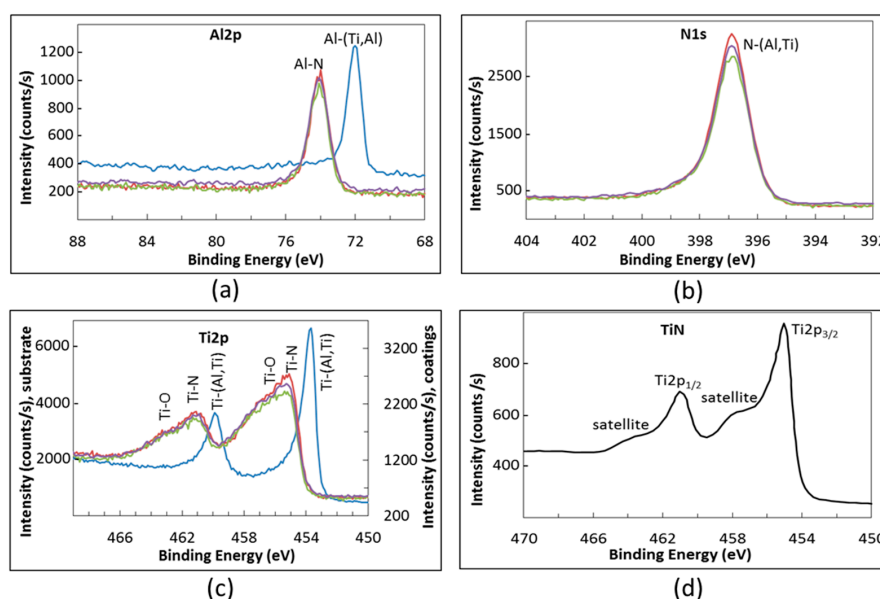 Al2p
Al-(Ti,Al)
Al-N
Intensity (counts/s)
1200
1000
800
600
400
200
88 84 80 76 72 68
Binding Energy (eV)
(a)
N1s
N-(Al,Ti)
Intensity (counts/s)
2500
1500
500
404 402 400 398 396 394 392
Binding Energy (eV)
(b)
Ti2p
Intensity (counts/s), substrate
6000
4000
2000
Ti-O
Ti-N
Ti-(Al,Ti)
Ti-O
Ti-N
Ti-(Al,Ti)
3200
2200
1200
200
Intensity (counts/s), coatings
466 462 458 454 450
Binding Energy (eV)
(c)
TiN
Ti2p3/2
Ti2p1/2
satellite
satellite
Intensity (counts/s)
800
600
400
470 466 462 458 454 450
Binding Energy (eV)
(d)